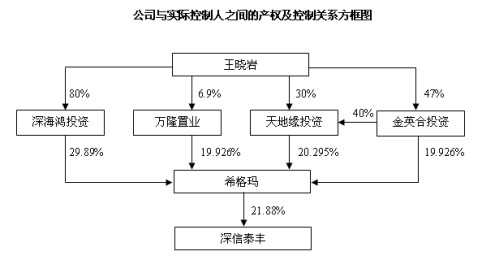 公司与实际控制人之间的产权及控制关系方框图
王晓岩
80%
6.9%
30%
47%
深海鸿投资
万隆置业
天地缘投资
40%
金英合投资
29.89%
19.926%
20.295%
19.926%
希格玛
21.88%
深信泰丰